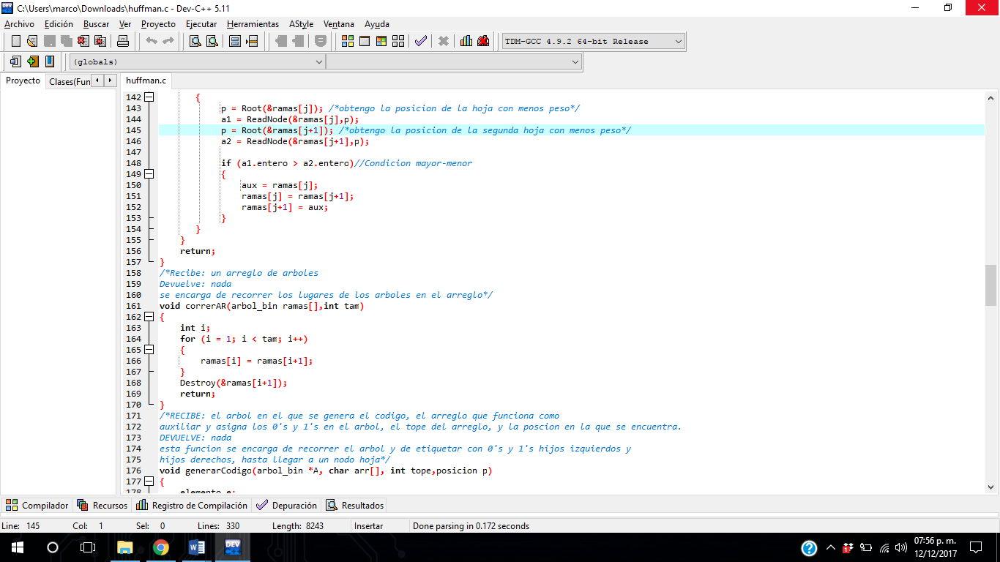 C:\Users\marco\Downloads\huffman.c - Dev-C++ 5.11
Archivo Edición Buscar Ver Proyecto Ejecutar Herramientas AStyle Ventana Ayuda
TDM-GCC 4.9.2 64-bit Release
(globals)
Proyecto Clases(Fun huffman.c
142 {
143 p = Root(&ramas[j]); /*obtengo la posicion de la hoja con menos peso*/
144 a1 = ReadNode(&ramas[j],p);
145 p = Root(&ramas[j+1]); /*obtengo la posicion de la segunda hoja con menos peso*/
146 a2 = ReadNode(&ramas[j+1],p);
147
148 if (a1.entero > a2.entero)//Condicion mayor-menor
149 {
150 aux = ramas[j];
151 ramas[j] = ramas[j+1];
152 ramas[j+1] = aux;
153 }
154 }
155 }
156 return;
157 }
158 /*Recibe: un arreglo de arboles
159 Devuelve: nada
160 se encarga de recorrer los lugares de los arboles en el arreglo*/
161 void correrAR(arbol_bin ramas[],int tam)
162 {
163 int i;
164 for (i = 1; i < tam; i++)
165 {
166 ramas[i] = ramas[i+1];
167 }
168 Destroy(&ramas[i+1]);
169 return;
170 }
171 /*RECIBE: el arbol en el que se genera el codigo, el arreglo que funciona como
172 auxiliar y asigna los 0's y 1's en el arbol, el tope del arreglo, y la poscion en la que se encuentra.
173 DEVUELVE: nada
174 esta funcion se encarga de recorrer el arbol y de etiquetar con 0's y 1's hijos izquierdos y
175 hijos derechos, hasta llegar a un nodo hoja*/
176 void generarCodigo(arbol_bin *A, char arr[], int tope,posicion p)
177 {
178 elemento e;
Compilador Recursos Registro de Compilación Depuración Resultados
Line: 145 Col: 1 Sel: 0 Lines: 330 Length: 8243 Insertar Done parsing in 0.172 seconds
07:56 p. m.
12/12/2017